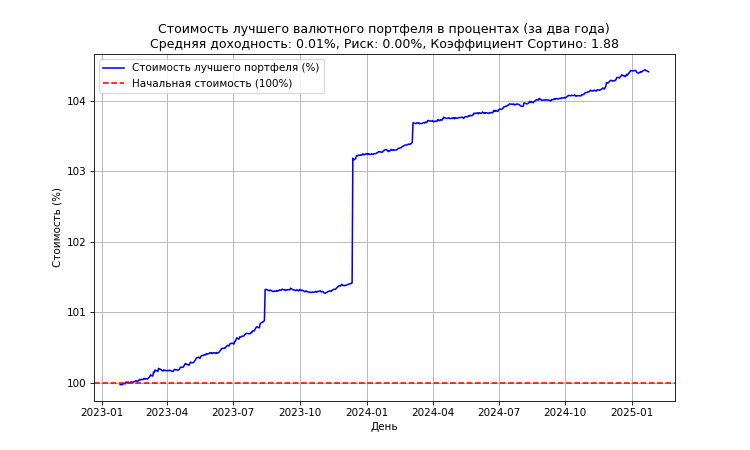 Стоимость лучшего валютного портфеля в процентах (за два года)
Средняя доходность: 0.01%, Риск: 0.00%, Коэффициент Сортино: 1.88
Стоимость лучшего портфеля (%)
Начальная стоимость (100%)
Стоимость (%)
104
103
102
101
100
2023-01 2023-04 2023-07 2023-10 2024-01 2024-04 2024-07 2024-10 2025-01
День